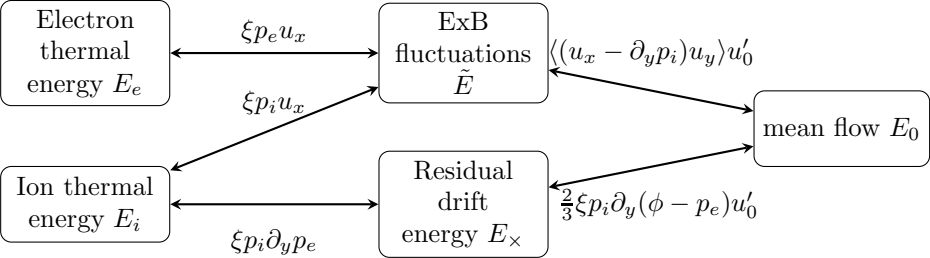 Electron
thermal
energy $E_e$
$\xi p_e u_x$
ExB
fluctuations
$\tilde{E}$
$\langle (u_x - \partial_y p_i) u_y \rangle u_0'$
$\xi p_i u_x$
mean flow $E_0$
Ion thermal
energy $E_i$
$\xi p_i \partial_y p_e$
Residual
drift
energy $E_\times$
$\frac{2}{3} \xi p_i \partial_y (\phi - p_e) u_0'$